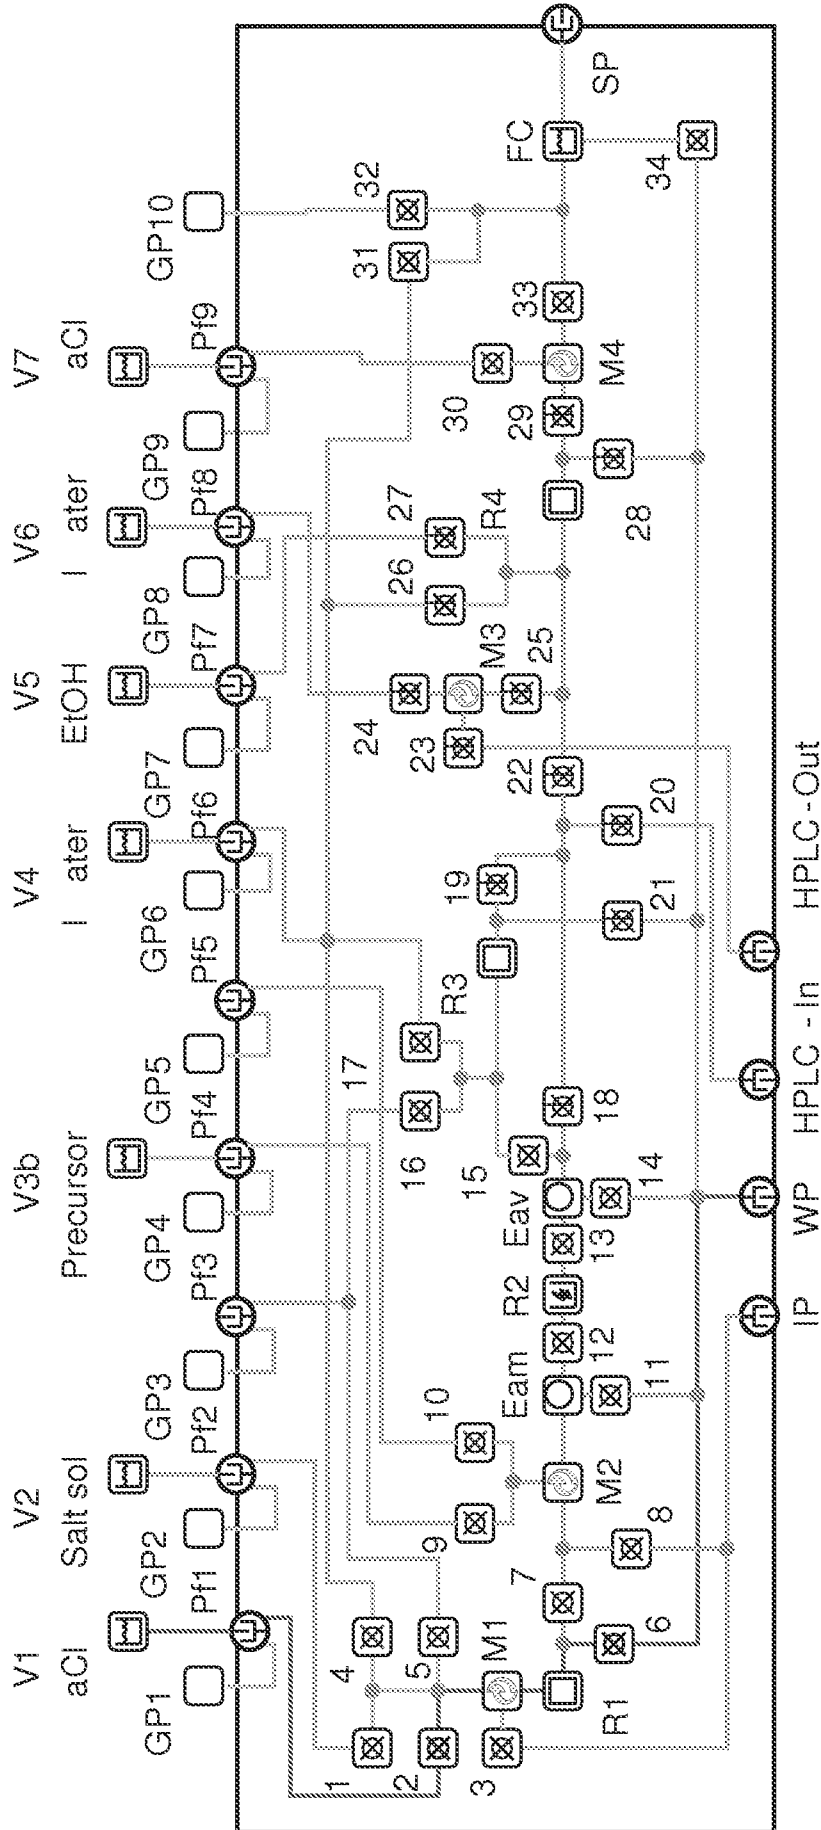 V1 V2 V3b V4 V5 V6 V7
aCl Salt sol Precursor l ater EtOH l ater aCl
GP1 GP2 GP3 GP4 GP5 GP6 GP7 GP8 GP9 GP10
Pf1 Pf2 Pf3 Pf4 Pf5 Pf6 Pf7 Pf8 Pf9
1 4 17 24 31 32
2 5 16 23 26 27
9 10 R3 19 30
3 M1 15 M3 R4
7 Eam R2 Eav 22 25 29 33 FC
R1 M2 12 13 M4 SP
6 8 11 14 18 21 20 28 34
IP WP HPLC - In HPLC - Out